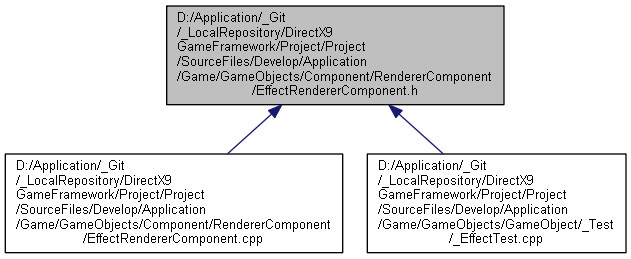 D:/Application/_Git
/_LocalRepository/DirectX9
GameFramework/Project/Project
/SourceFiles/Develop/Application
/Game/GameObjects/Component/RendererComponent
/EffectRendererComponent.h
D:/Application/_Git
/_LocalRepository/DirectX9
GameFramework/Project/Project
/SourceFiles/Develop/Application
/Game/GameObjects/Component/RendererComponent
/EffectRendererComponent.cpp
D:/Application/_Git
/_LocalRepository/DirectX9
GameFramework/Project/Project
/SourceFiles/Develop/Application
/Game/GameObjects/GameObject/_Test
/_EffectTest.cpp